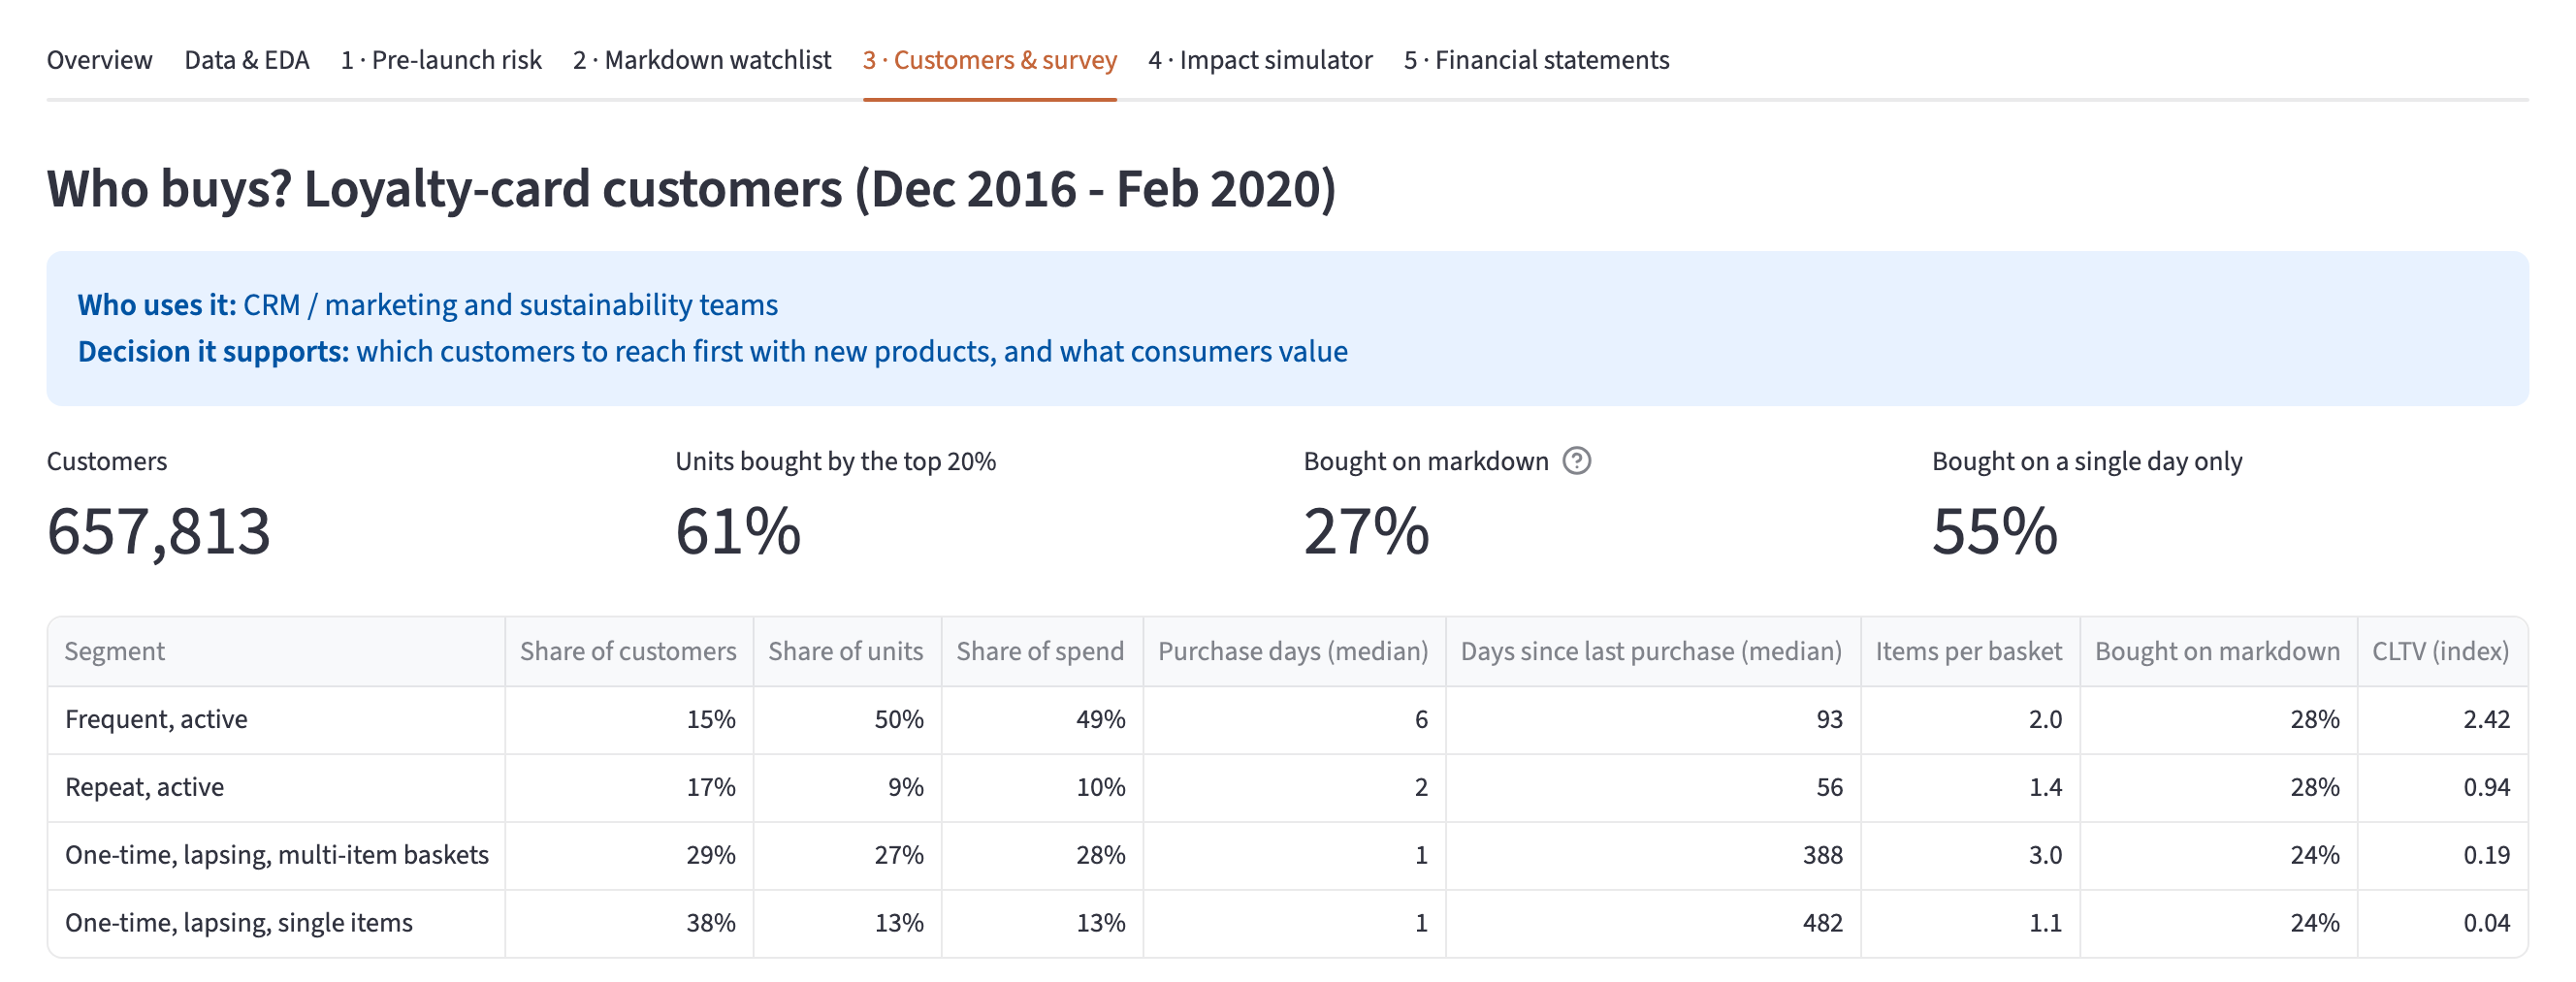 Overview Data & EDA 1 · Pre-launch risk 2 · Markdown watchlist 3 · Customers & survey 4 · Impact simulator 5 · Financial statements
Who buys? Loyalty-card customers (Dec 2016 - Feb 2020)
Who uses it: CRM / marketing and sustainability teams
Decision it supports: which customers to reach first with new products, and what consumers value
Customers Units bought by the top 20% Bought on markdown ? Bought on a single day only
657,813 61% 27% 55%
Segment Share of customers Share of units Share of spend Purchase days (median) Days since last purchase (median) Items per basket Bought on markdown CLTV (index)
Frequent, active 15% 50% 49% 6 93 2.0 28% 2.42
Repeat, active 17% 9% 10% 2 56 1.4 28% 0.94
One-time, lapsing, multi-item baskets 29% 27% 28% 1 388 3.0 24% 0.19
One-time, lapsing, single items 38% 13% 13% 1 482 1.1 24% 0.04